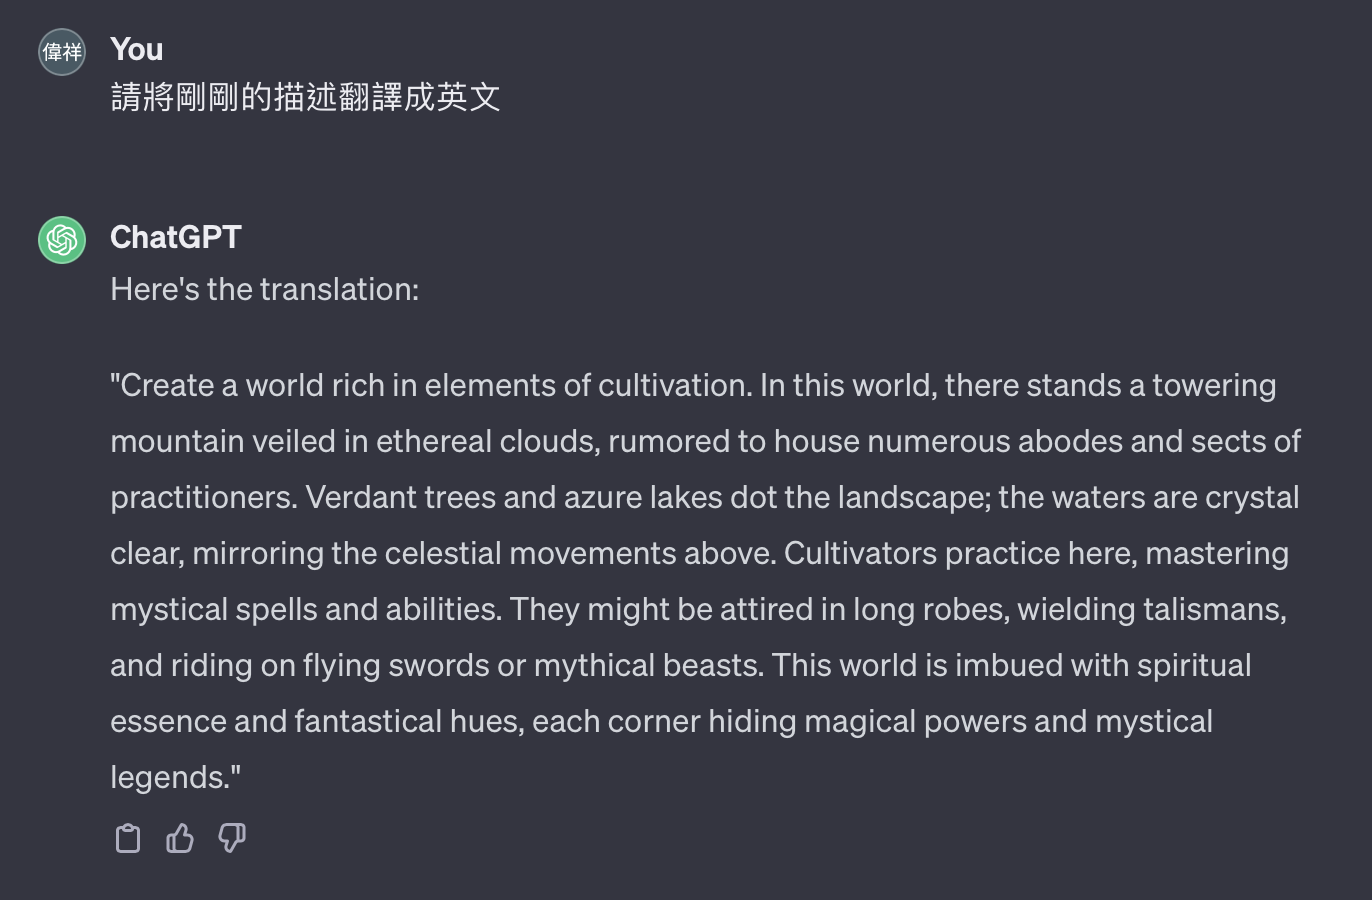 偉祥
You
請將剛剛的描述翻譯成英文
ChatGPT
Here's the translation:
"Create a world rich in elements of cultivation. In this world, there stands a towering
mountain veiled in ethereal clouds, rumored to house numerous abodes and sects of
practitioners. Verdant trees and azure lakes dot the landscape; the waters are crystal
clear, mirroring the celestial movements above. Cultivators practice here, mastering
mystical spells and abilities. They might be attired in long robes, wielding talismans,
and riding on flying swords or mythical beasts. This world is imbued with spiritual
essence and fantastical hues, each corner hiding magical powers and mystical
legends."